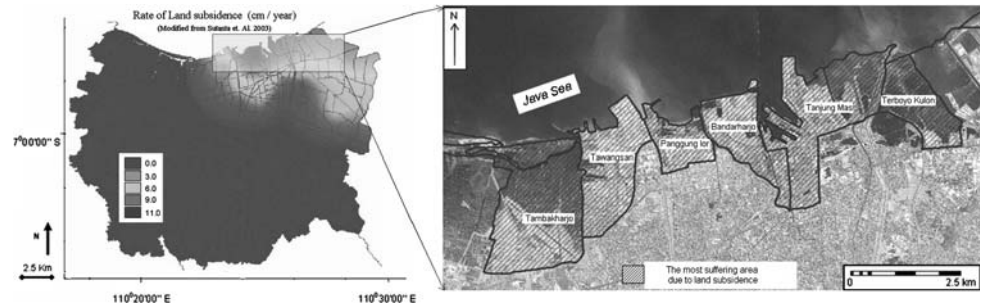 Rate of Land subsidence (cm / year)
(Modified from Sutanta et. Al. 2003)
7°00'00" S
0.0
3.0
6.0
9.0
11.0
N
2.5 Km
110°20'00" E
110°30'00" E
N
Java Sea
Tambakharjo
Tawangsan
Panggung lor
Bandarharjo
Tanjung Mas
Terboyo Kulon
The most suffering area
due to land subsidence
0
2.5 km